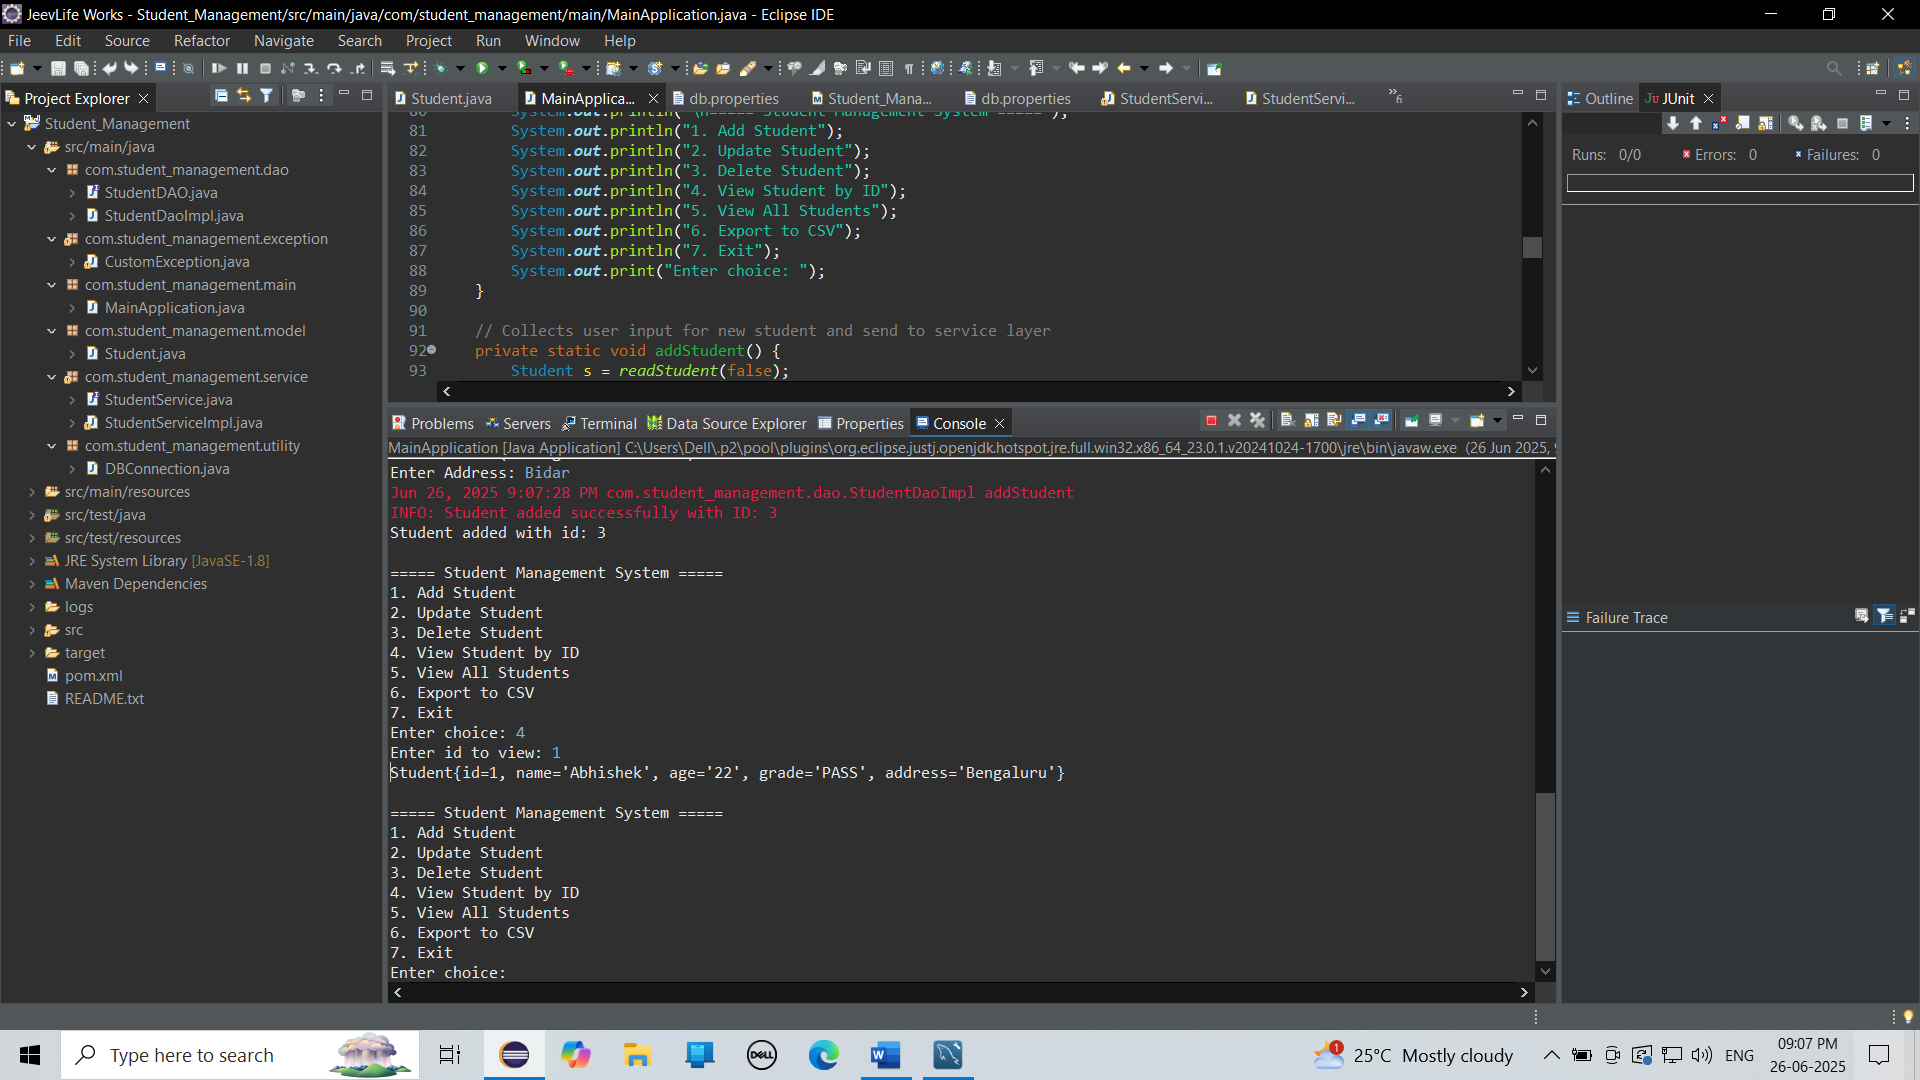 JeevLife Works - Student_Management/src/main/java/com/student_management/main/MainApplication.java - Eclipse IDE
File Edit Source Refactor Navigate Search Project Run Window Help
Project Explorer
Student_Management
src/main/java
com.student_management.dao
StudentDAO.java
StudentDaoImpl.java
com.student_management.exception
CustomException.java
com.student_management.main
MainApplication.java
com.student_management.model
Student.java
com.student_management.service
StudentService.java
StudentServiceImpl.java
com.student_management.utility
DBConnection.java
src/main/resources
src/test/java
src/test/resources
JRE System Library [JavaSE-1.8]
Maven Dependencies
logs
src
target
pom.xml
README.txt
Student.java MainApplica... db.properties Student_Mana... db.properties StudentServi... StudentServi... »6
80 System.out.println("\n===== Student Management System =====");
81 System.out.println("1. Add Student");
82 System.out.println("2. Update Student");
83 System.out.println("3. Delete Student");
84 System.out.println("4. View Student by ID");
85 System.out.println("5. View All Students");
86 System.out.println("6. Export to CSV");
87 System.out.println("7. Exit");
88 System.out.print("Enter choice: ");
89 }
90
91 // Collects user input for new student and send to service layer
92 private static void addStudent() {
93 Student s = readStudent(false);
Problems Servers Terminal Data Source Explorer Properties Console
MainApplication [Java Application] C:\Users\Dell\.p2\pool\plugins\org.eclipse.justj.openjdk.hotspot.jre.full.win32.x86_64_23.0.1.v20241024-1700\jre\bin\javaw.exe (26 Jun 2025,
Enter Address: Bidar
Jun 26, 2025 9:07:28 PM com.student_management.dao.StudentDaoImpl addStudent
INFO: Student added successfully with ID: 3
Student added with id: 3
===== Student Management System =====
1. Add Student
2. Update Student
3. Delete Student
4. View Student by ID
5. View All Students
6. Export to CSV
7. Exit
Enter choice: 4
Enter id to view: 1
Student{id=1, name='Abhishek', age='22', grade='PASS', address='Bengaluru'}
===== Student Management System =====
1. Add Student
2. Update Student
3. Delete Student
4. View Student by ID
5. View All Students
6. Export to CSV
7. Exit
Enter choice:
Outline JUnit
Runs: 0/0 Errors: 0 Failures: 0
Failure Trace
Type here to search
DELL
1
25°C Mostly cloudy
ENG
09:07 PM
26-06-2025